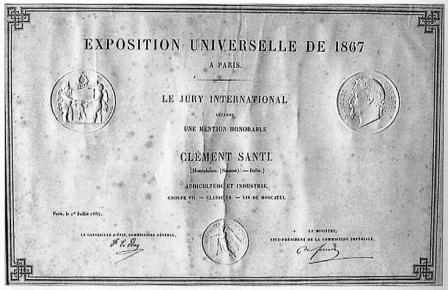 EXPOSITION UNIVERSELLE DE 1867
A PARIS.
LE JURY INTERNATIONAL
DÉCERNE
UNE MENTION HONORABLE
CLÉMENT SANTI.
AGRICULTURE ET INDUSTRIE,
GROUPE VII. — CLASSE — VIN DE MOSCATEL.
Paris, le 1er Juillet 1867.
LE CONSEILLER D'ÉTAT, COMMISSAIRE GÉNÉRAL,
LE MINISTRE,
VICE-PRÉSIDENT DE LA COMMISSION IMPÉRIALE,